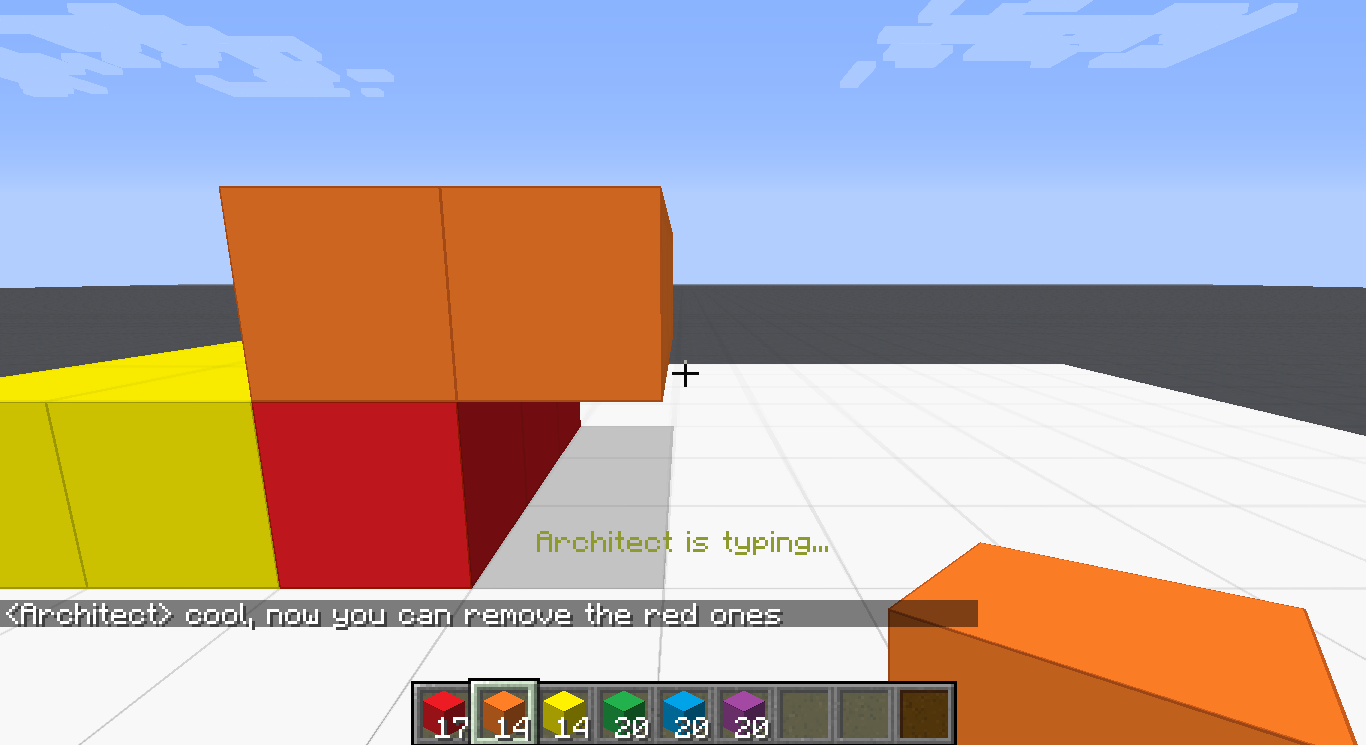 Architect is typing...
<Architect> cool, now you can remove the red ones
17 14 14 20 20 20